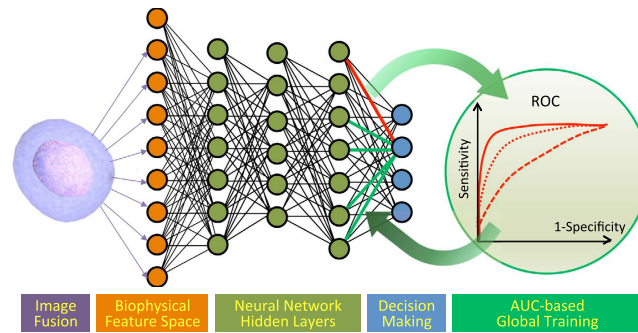 ROC
Sensitivity
1-Specificity
Image
Fusion
Biophysical
Feature Space
Neural Network
Hidden Layers
Decision
Making
AUC-based
Global Training